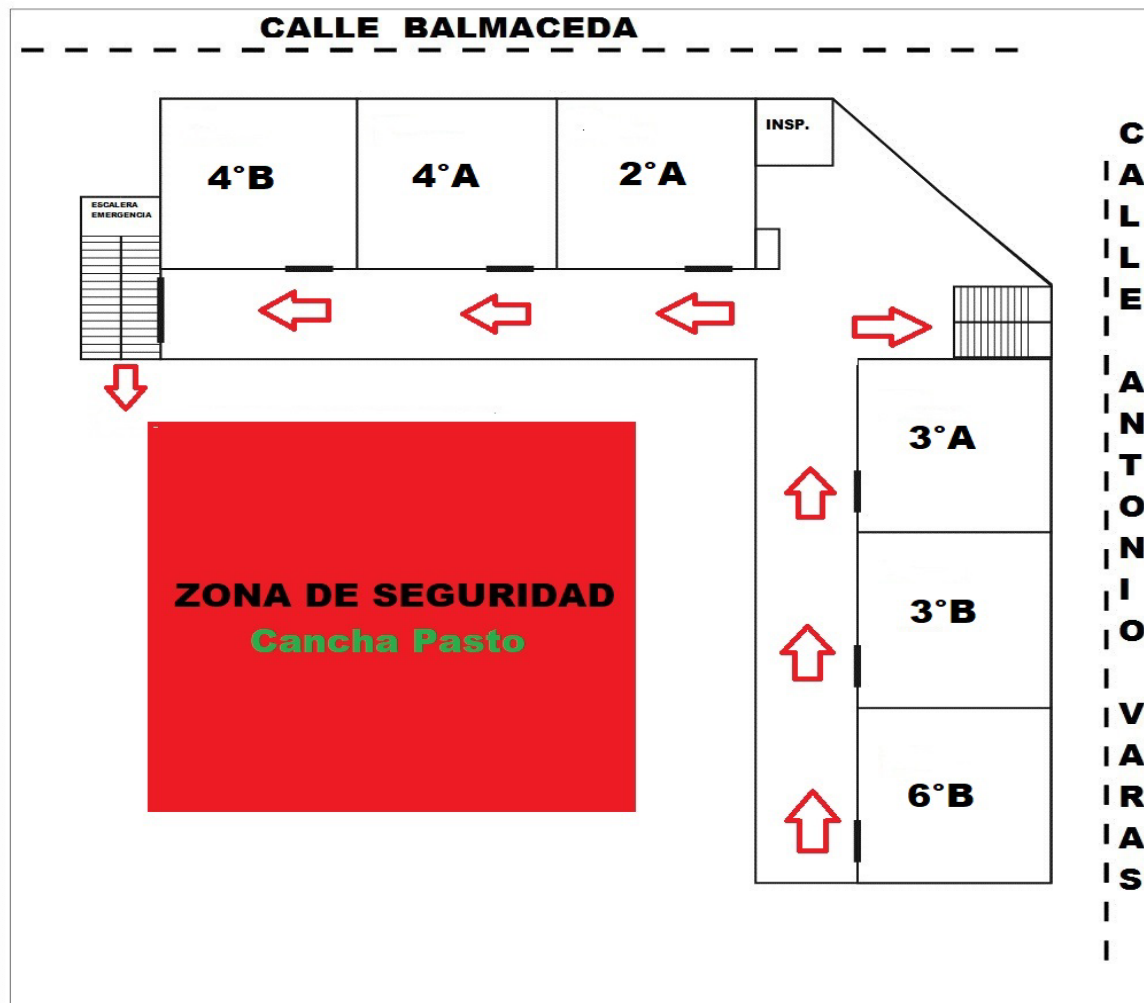 CALLE BALMACEDA
INSP.
4°B
4°A
2°A
ESCALERA
EMERGENCIA
3°A
3°B
6°B
ZONA DE SEGURIDAD
Cancha Pasto
CALLE ANTONIO VARAS